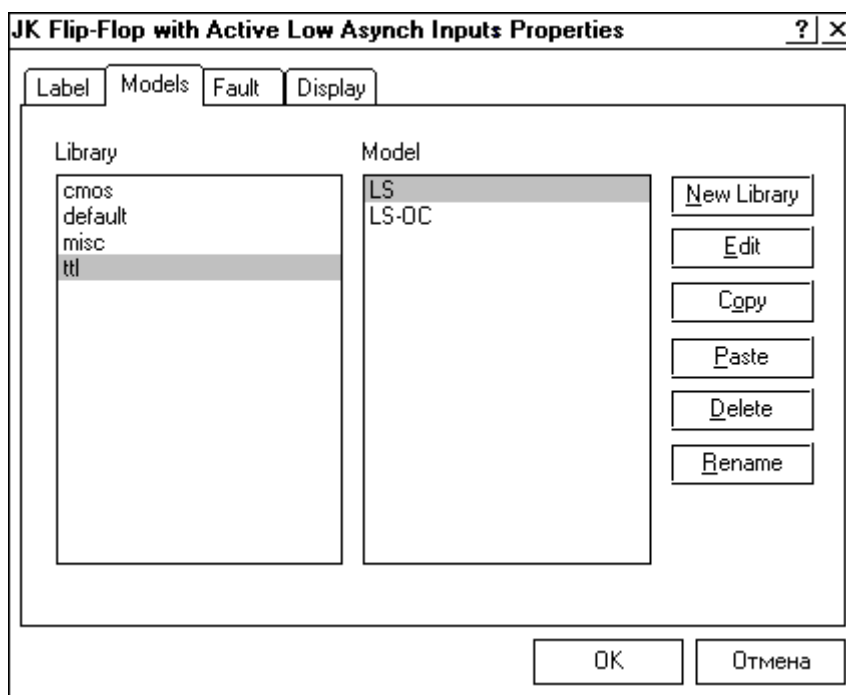 JK Flip-Flop with Active Low Asynch Inputs Properties ? ×
Label Models Fault Display
Library Model
cmos LS New Library
default LS-OC
misc Edit
ttl
Copy
Paste
Delete
Rename
OK Отмена